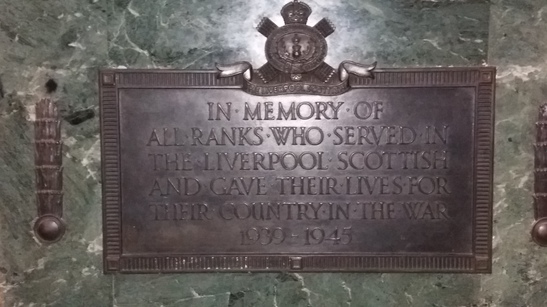 8
IN·MEMORY·OF
ALL·RANKS·WHO·SERVED·IN
THE·LIVERPOOL·SCOTTISH
AND·GAVE·THEIR·LIVES·FOR
THEIR·COUNTRY·IN·THE·WAR
1939-1945